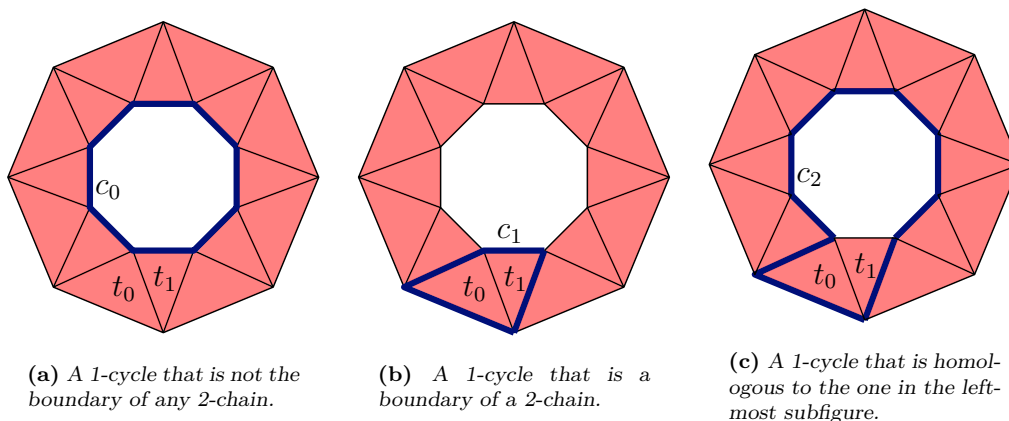 c0
t0
t1
c1
t0
t1
c2
t0
t1
(a) A 1-cycle that is not the
boundary of any 2-chain.
(b) A 1-cycle that is a
boundary of a 2-chain.
(c) A 1-cycle that is homol-
ogous to the one in the left-
most subfigure.